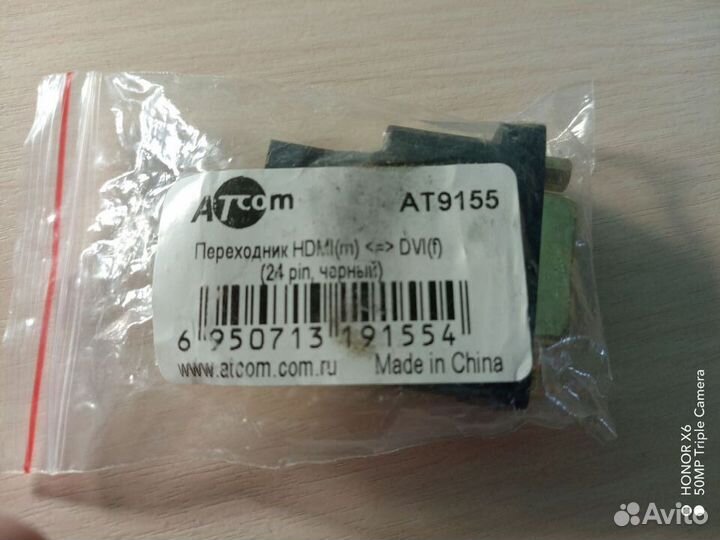 ATcom
AT9155
Переходник HDMI(m) <=> DVI(f)
(24 pin, черный)
6 950713 191554
www.atcom.com.ru Made in China
HONOR X6
50MP Triple Camera
Avito